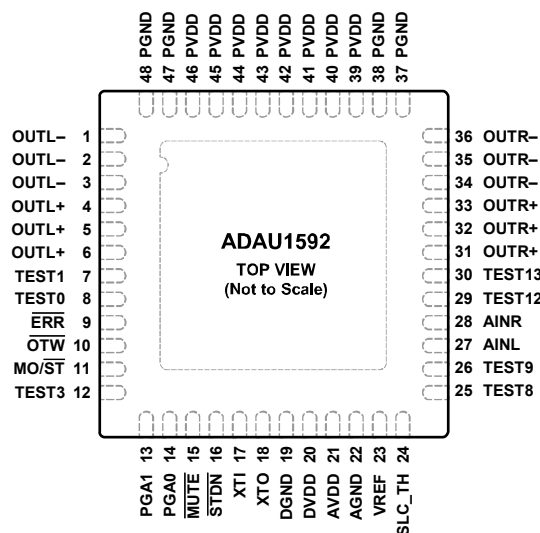 48 PGND
47 PGND
46 PVDD
45 PVDD
44 PVDD
43 PVDD
42 PVDD
41 PVDD
40 PVDD
39 PVDD
38 PGND
37 PGND
OUTL– 1
OUTL– 2
OUTL– 3
OUTL+ 4
OUTL+ 5
OUTL+ 6
TEST1 7
TEST0 8
ERR 9
OTW 10
MO/ST 11
TEST3 12
ADAU1592
TOP VIEW
(Not to Scale)
36 OUTR–
35 OUTR–
34 OUTR–
33 OUTR+
32 OUTR+
31 OUTR+
30 TEST13
29 TEST12
28 AINR
27 AINL
26 TEST9
25 TEST8
PGA1 13
PGA0 14
MUTE 15
STDN 16
XTI 17
XTO 18
DGND 19
DVDD 20
AVDD 21
AGND 22
VREF 23
SLC_TH 24